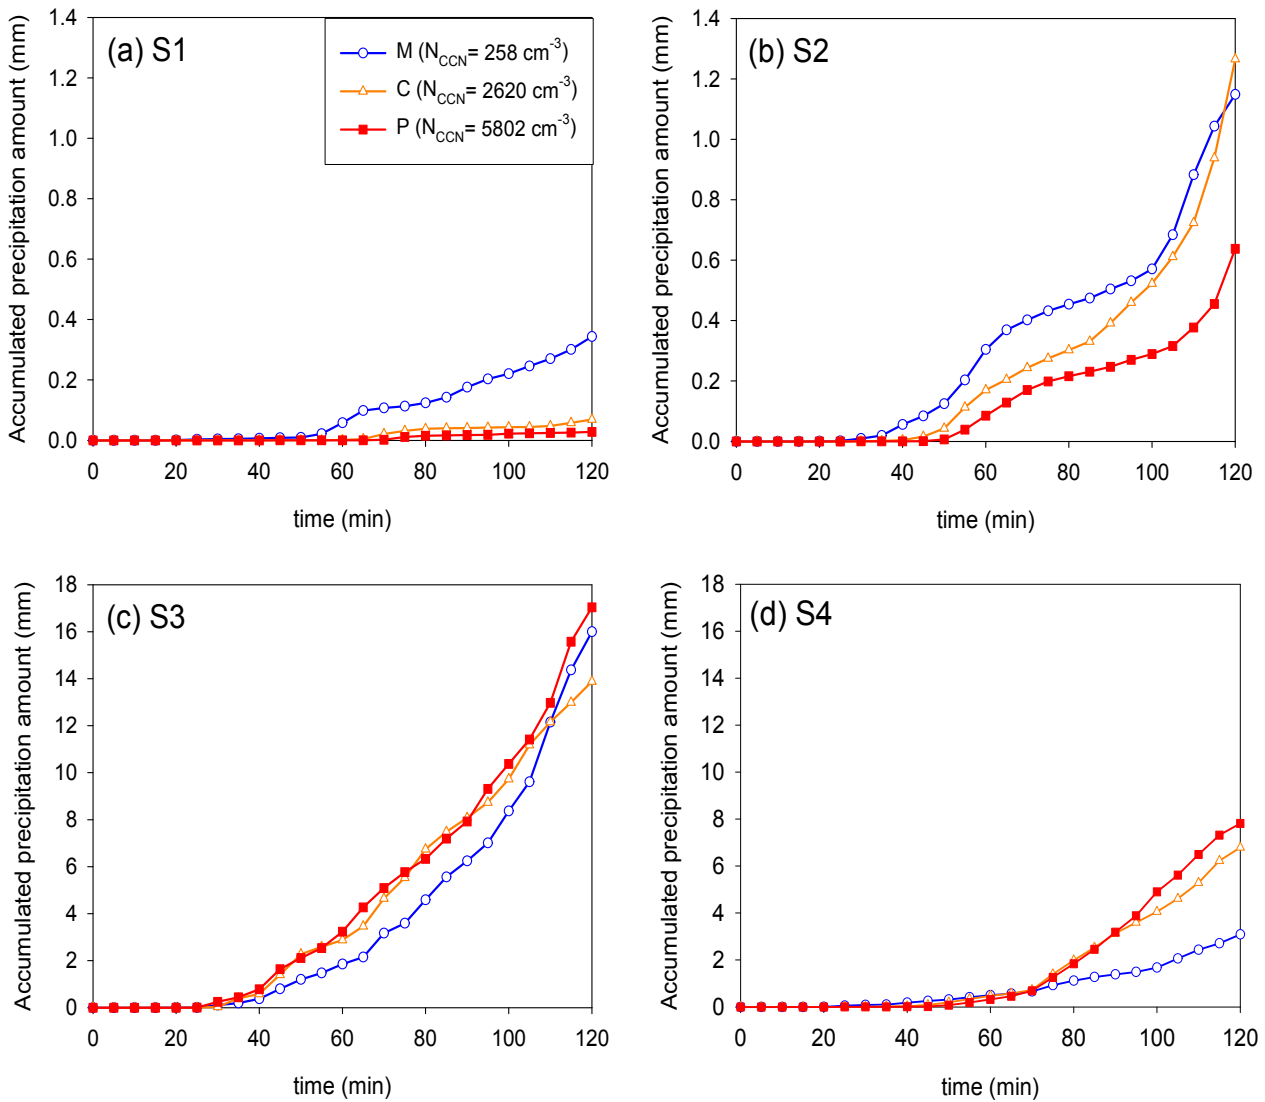 (a) S1
M (N_CCN= 258 cm⁻³)
C (N_CCN= 2620 cm⁻³)
P (N_CCN= 5802 cm⁻³)
Accumulated precipitation amount (mm)
1.4
1.2
1.0
0.8
0.6
0.4
0.2
0.0
0 20 40 60 80 100 120
time (min)
(b) S2
Accumulated precipitation amount (mm)
1.4
1.2
1.0
0.8
0.6
0.4
0.2
0.0
0 20 40 60 80 100 120
time (min)
(c) S3
Accumulated precipitation amount (mm)
18
16
14
12
10
8
6
4
2
0
0 20 40 60 80 100 120
time (min)
(d) S4
Accumulated precipitation amount (mm)
18
16
14
12
10
8
6
4
2
0
0 20 40 60 80 100 120
time (min)